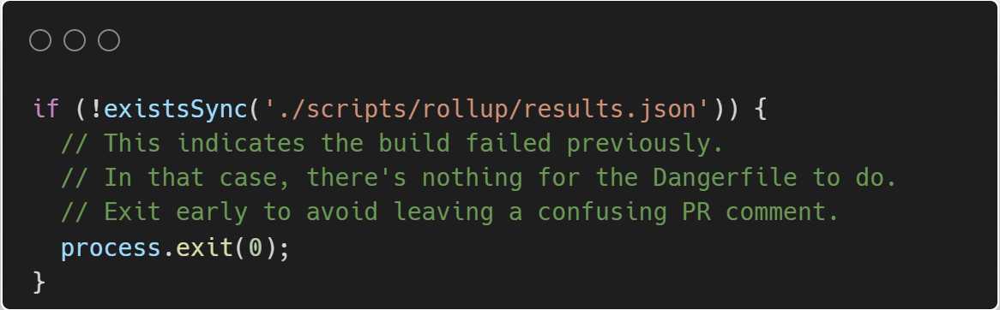 if (!existsSync('./scripts/rollup/results.json')) {
  // This indicates the build failed previously.
  // In that case, there's nothing for the Dangerfile to do.
  // Exit early to avoid leaving a confusing PR comment.
  process.exit(0);
}